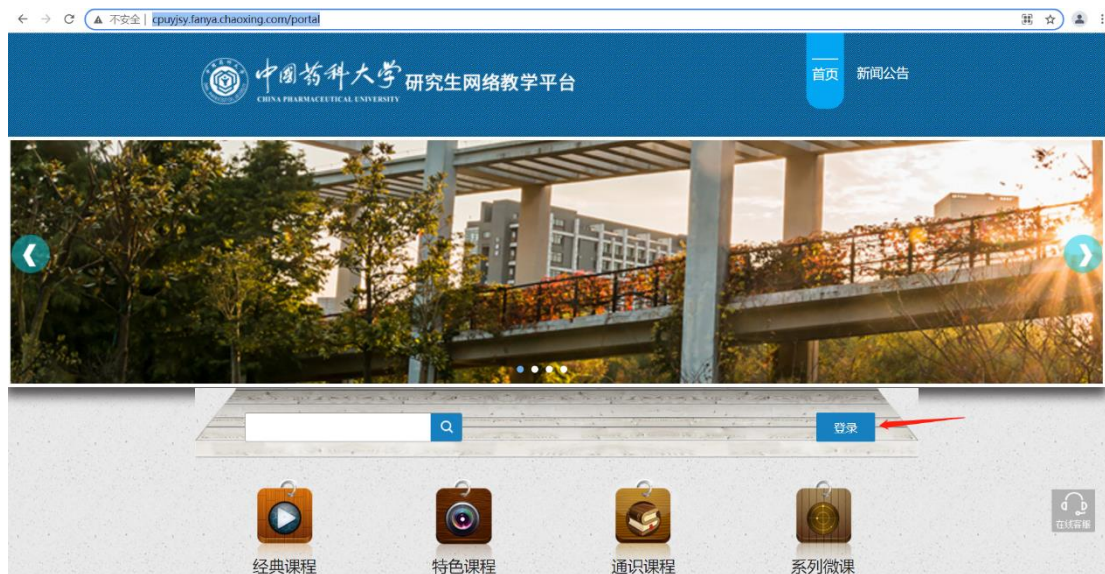 不安全 | cpuyjsy.fanya.chaoxing.com/portal
中国药科大学 研究生网络教学平台
CHINA PHARMACEUTICAL UNIVERSITY
首页 新闻公告
登录
在线客服
经典课程 特色课程 通识课程 系列微课